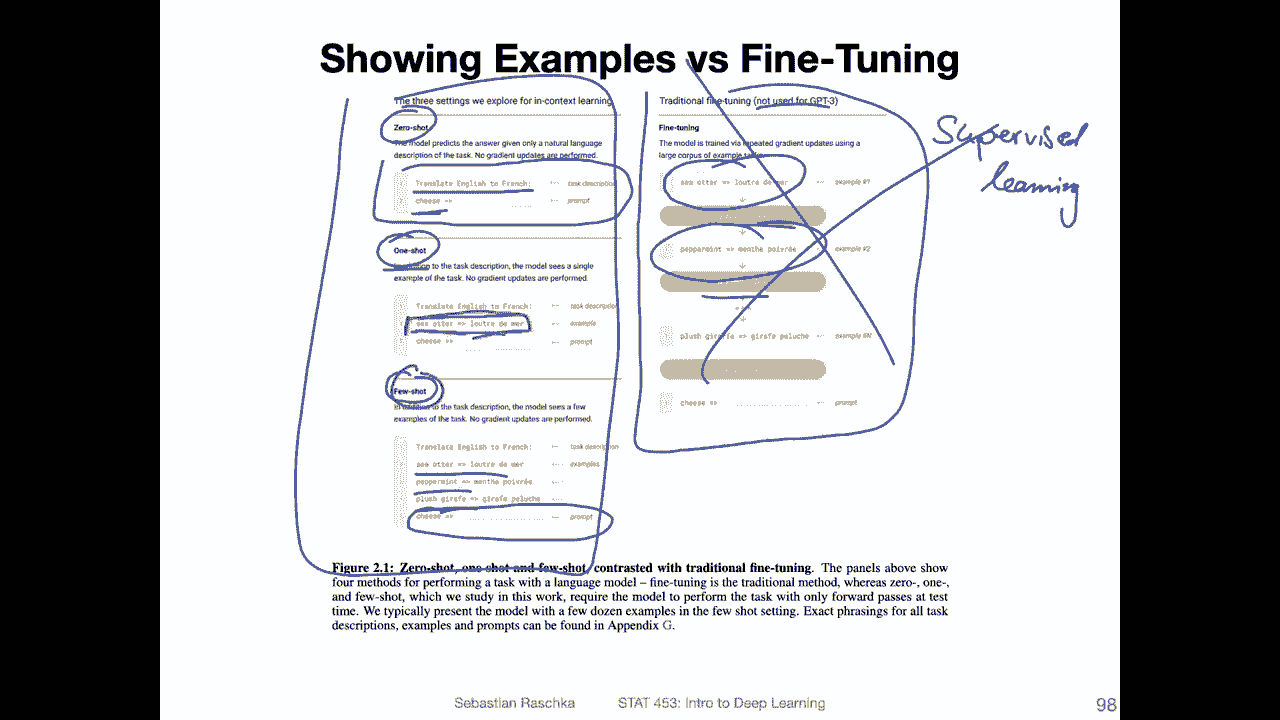 Showing Examples vs Fine-Tuning
The three settings we explore for in-context learning
Zero-shot
The model predicts the answer given only a natural language
description of the task. No gradient updates are performed.
Translate English to French: task description
cheese => prompt
One-shot
In addition to the task description, the model sees a single
example of the task. No gradient updates are performed.
Translate English to French: task description
sea otter => loutre de mer example
cheese => prompt
Few-shot
In addition to the task description, the model sees a few
examples of the task. No gradient updates are performed.
Translate English to French: task description
sea otter => loutre de mer examples
peppermint => menthe poivrée
plush girafe => girafe peluche
cheese => prompt
Traditional fine-tuning (not used for GPT-3)
Fine-tuning
The model is trained via repeated gradient updates using a
large corpus of example tasks.
sea otter => loutre de mer example #1
peppermint => menthe poivrée example #2
plush giraffe => girafe peluche example #N
cheese => prompt
Supervised
learning
Figure 2.1: Zero-shot, one-shot and few-shot, contrasted with traditional fine-tuning. The panels above show
four methods for performing a task with a language model – fine-tuning is the traditional method, whereas zero-, one-,
and few-shot, which we study in this work, require the model to perform the task with only forward passes at test
time. We typically present the model with a few dozen examples in the few shot setting. Exact phrasings for all task
descriptions, examples and prompts can be found in Appendix G.
Sebastian Raschka STAT 453: Intro to Deep Learning 98